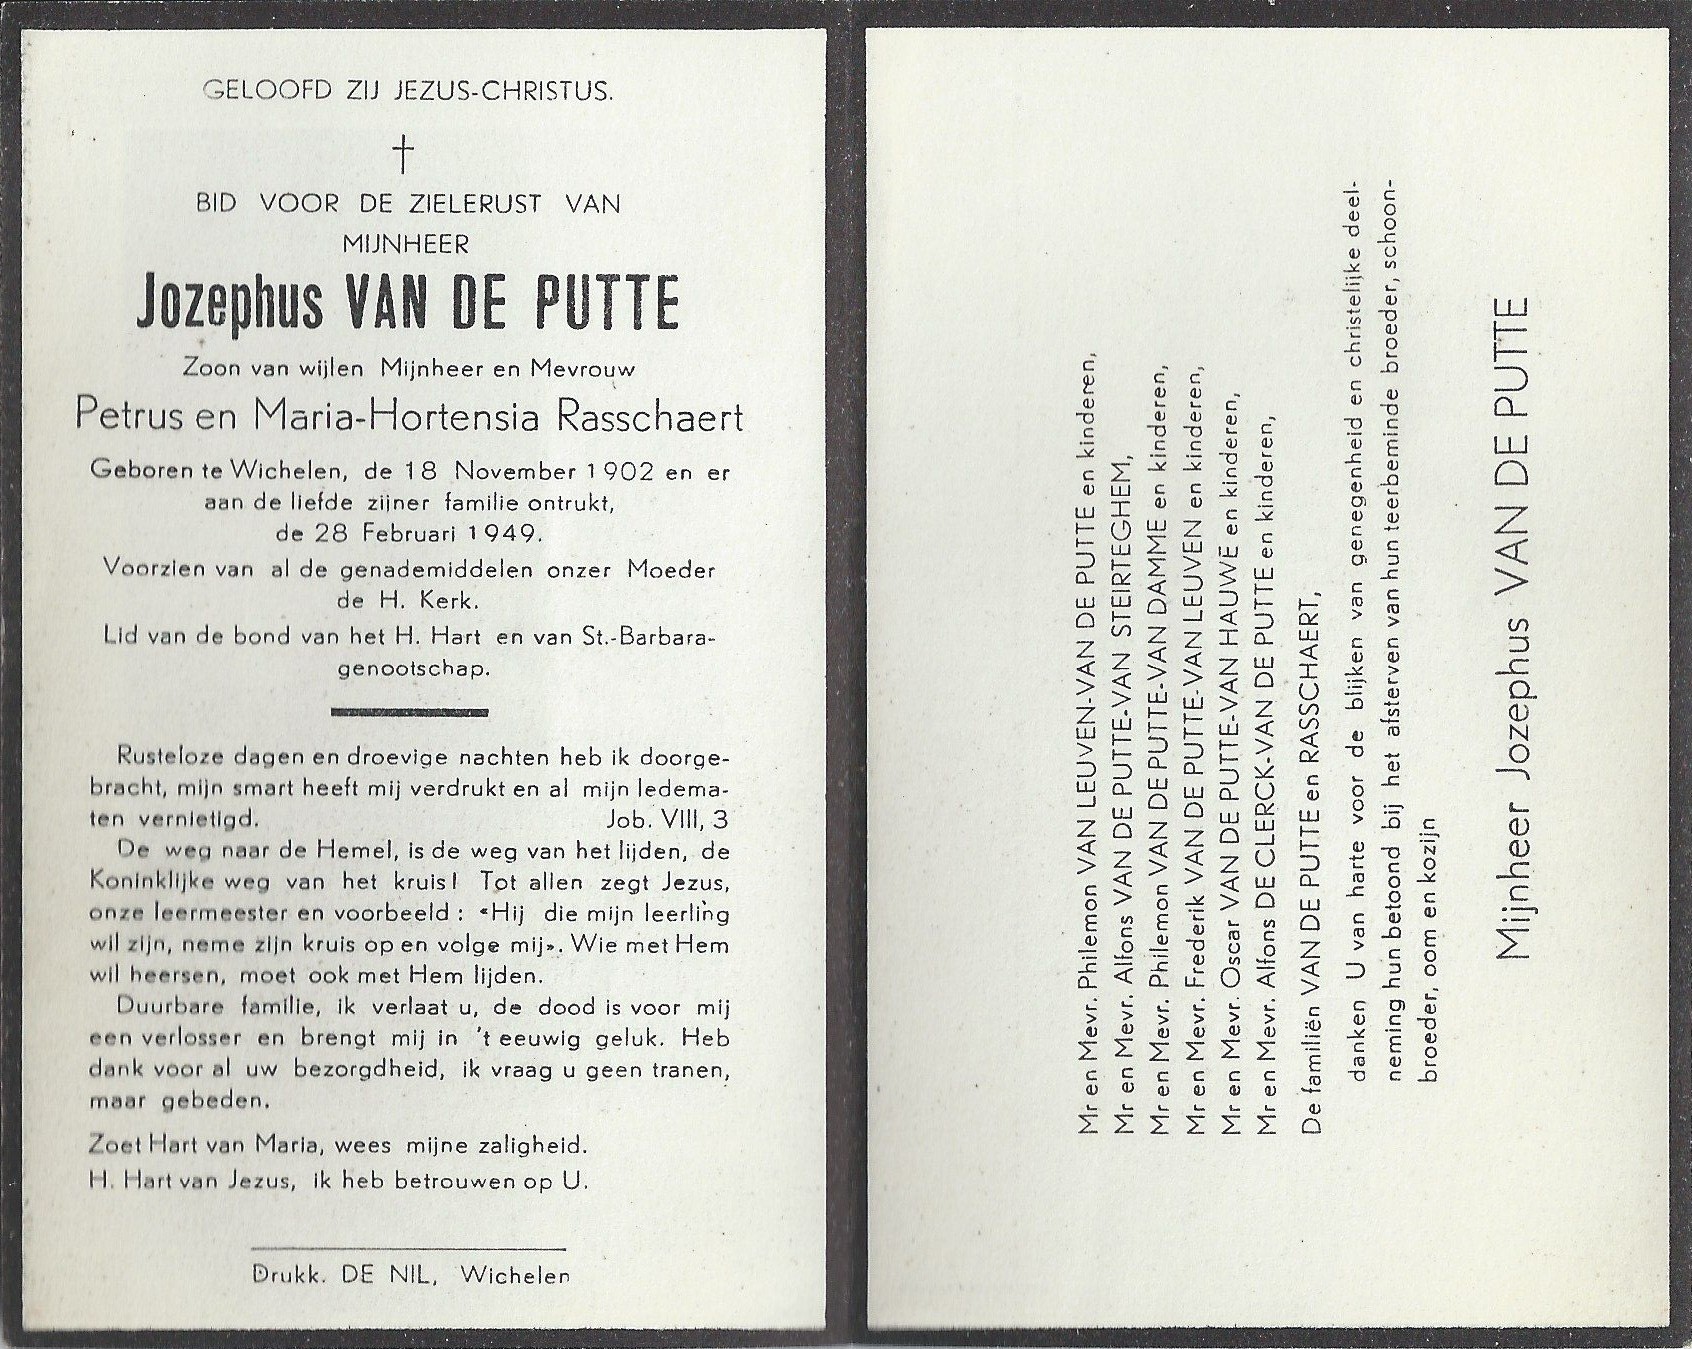 GELOOFD ZIJ JEZUS-CHRISTUS.
BID VOOR DE ZIELERUST VAN
MIJNHEER
Jozephus VAN DE PUTTE
Zoon van wijlen Mijnheer en Mevrouw
Petrus en Maria-Hortensia Rasschaert
Geboren te Wichelen, de 18 November 1902 en er
aan de liefde zijner familie ontrukt,
de 28 Februari 1949.
Voorzien van al de genademiddelen onzer Moeder
de H. Kerk.
Lid van de bond van het H. Hart en van St.-Barbara-
genootschap.
Rusteloze dagen en droevige nachten heb ik doorge-
bracht, mijn smart heeft mij verdrukt en al mijn ledema-
ten vernietigd. Job. VIII, 3
De weg naar de Hemel, is de weg van het lijden, de
Koninklijke weg van het kruis! Tot allen zegt Jezus,
onze leermeester en voorbeeld : «Hij die mijn leerling
wil zijn, neme zijn kruis op en volge mij». Wie met Hem
wil heersen, moet ook met Hem lijden.
Duurbare familie, ik verlaat u, de dood is voor mij
een verlosser en brengt mij in 't eeuwig geluk. Heb
dank voor al uw bezorgdheid, ik vraag u geen tranen,
maar gebeden.
Zoet Hart van Maria, wees mijne zaligheid.
H. Hart van Jezus, ik heb betrouwen op U.
Drukk. DE NIL, Wichelen
Mr en Mevr. Philemon VAN LEUVEN-VAN DE PUTTE en kinderen,
Mr en Mevr. Alfons VAN DE PUTTE-VAN STEIRTEGHEM,
Mr en Mevr. Philemon VAN DE PUTTE-VAN DAMME en kinderen,
Mr en Mevr. Frederik VAN DE PUTTE-VAN LEUVEN en kinderen,
Mr en Mevr. Oscar VAN DE PUTTE-VAN HAUWE en kinderen,
Mr en Mevr. Alfons DE CLERCK-VAN DE PUTTE en kinderen,
De familiën VAN DE PUTTE en RASSCHAERT,
danken U van harte voor de blijken van genegenheid en christelijke deel-
neming hun betoond bij het afsterven van hun teerbeminde broeder, schoon-
broeder, oom en kozijn
Mijnheer Jozephus VAN DE PUTTE